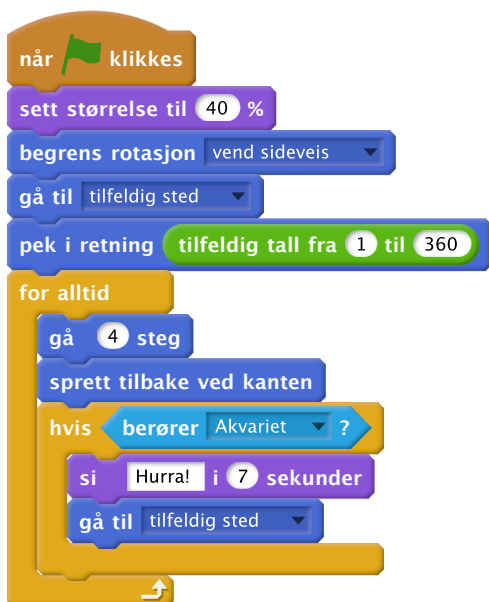 når klikkes
sett størrelse til 40 %
begrens rotasjon vend sideveis
gå til tilfeldig sted
pek i retning tilfeldig tall fra 1 til 360
for alltid
gå 4 steg
sprett tilbake ved kanten
hvis berører Akvariet ?
si Hurra! i 7 sekunder
gå til tilfeldig sted